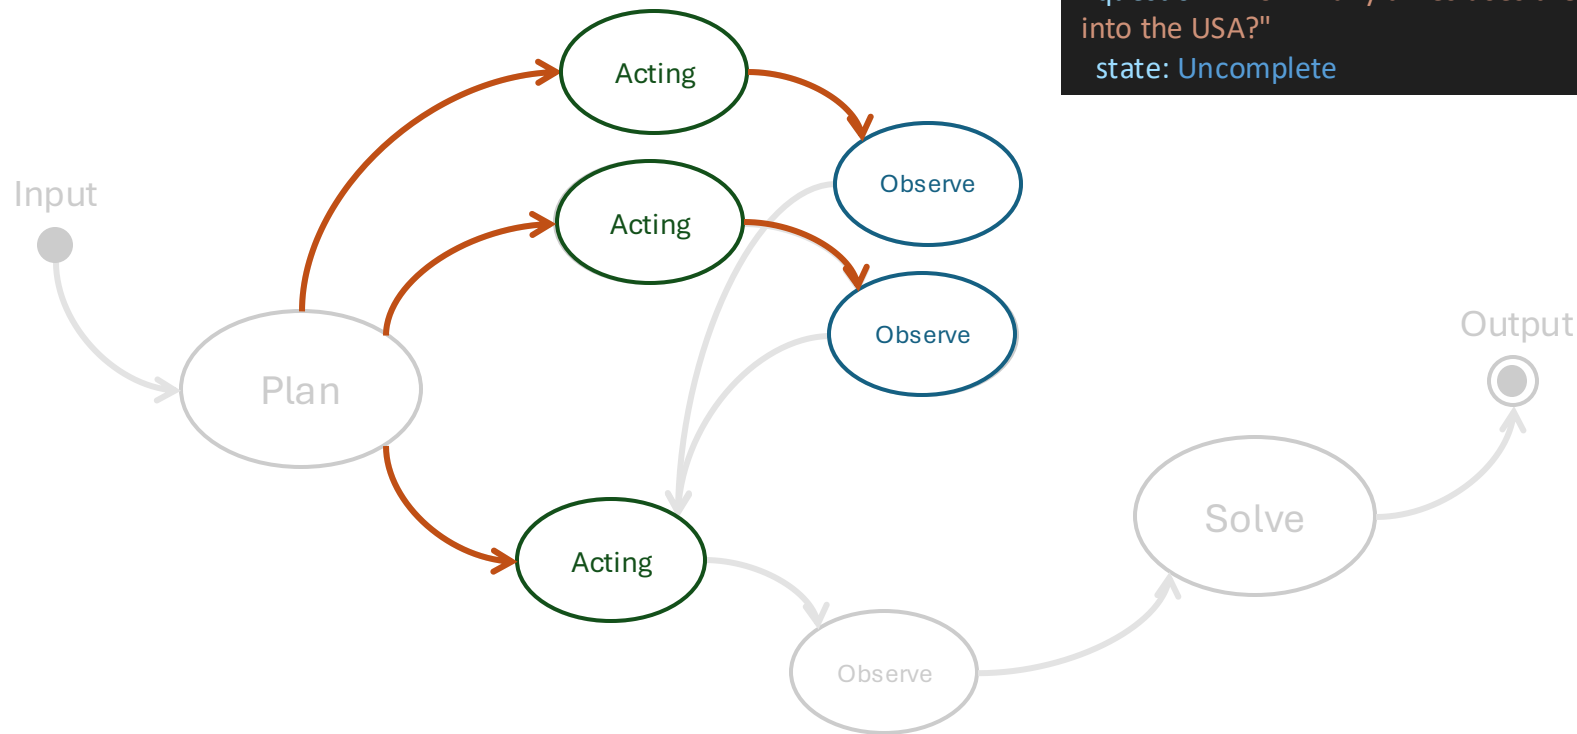 into the USA?"
state: Uncomplete
Acting
Observe
Input
Acting
Observe
Output
Plan
Solve
Acting
Observe